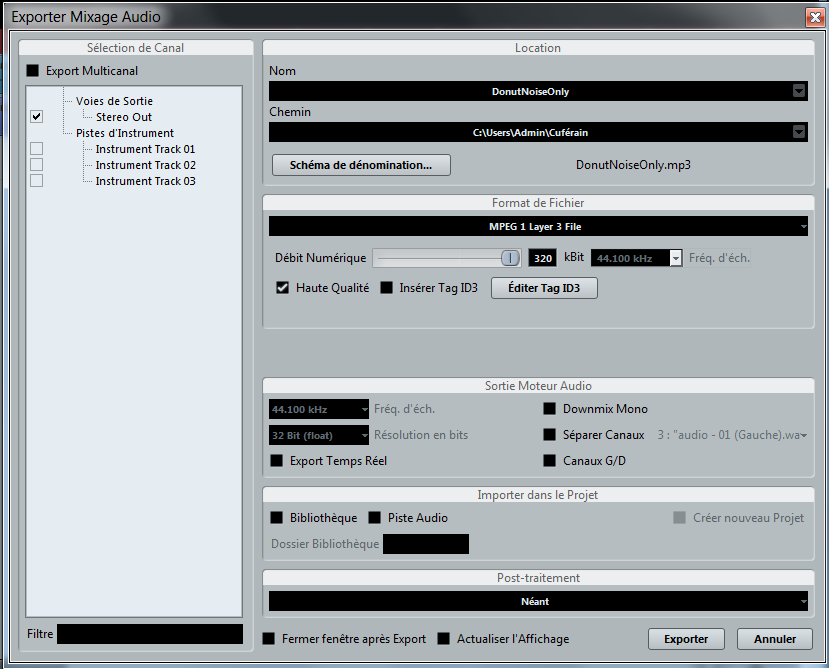 Exporter Mixage Audio
Sélection de Canal
Export Multicanal
Voies de Sortie
Stereo Out
Pistes d'Instrument
Instrument Track 01
Instrument Track 02
Instrument Track 03
Filtre
Location
Nom
DonutNoiseOnly
Chemin
C:\Users\Admin\Cuférain
Schéma de dénomination...
DonutNoiseOnly.mp3
Format de Fichier
MPEG 1 Layer 3 File
Débit Numérique 320 kBit 44.100 kHz Fréq. d'éch.
Haute Qualité Insérer Tag ID3 Éditer Tag ID3
Sortie Moteur Audio
44.100 kHz Fréq. d'éch. Downmix Mono
32 Bit (float) Résolution en bits Séparer Canaux 3 : "audio - 01 (Gauche).wa
Export Temps Réel Canaux G/D
Importer dans le Projet
Bibliothèque Piste Audio Créer nouveau Projet
Dossier Bibliothèque
Post-traitement
Néant
Fermer fenêtre après Export Actualiser l'Affichage Exporter Annuler